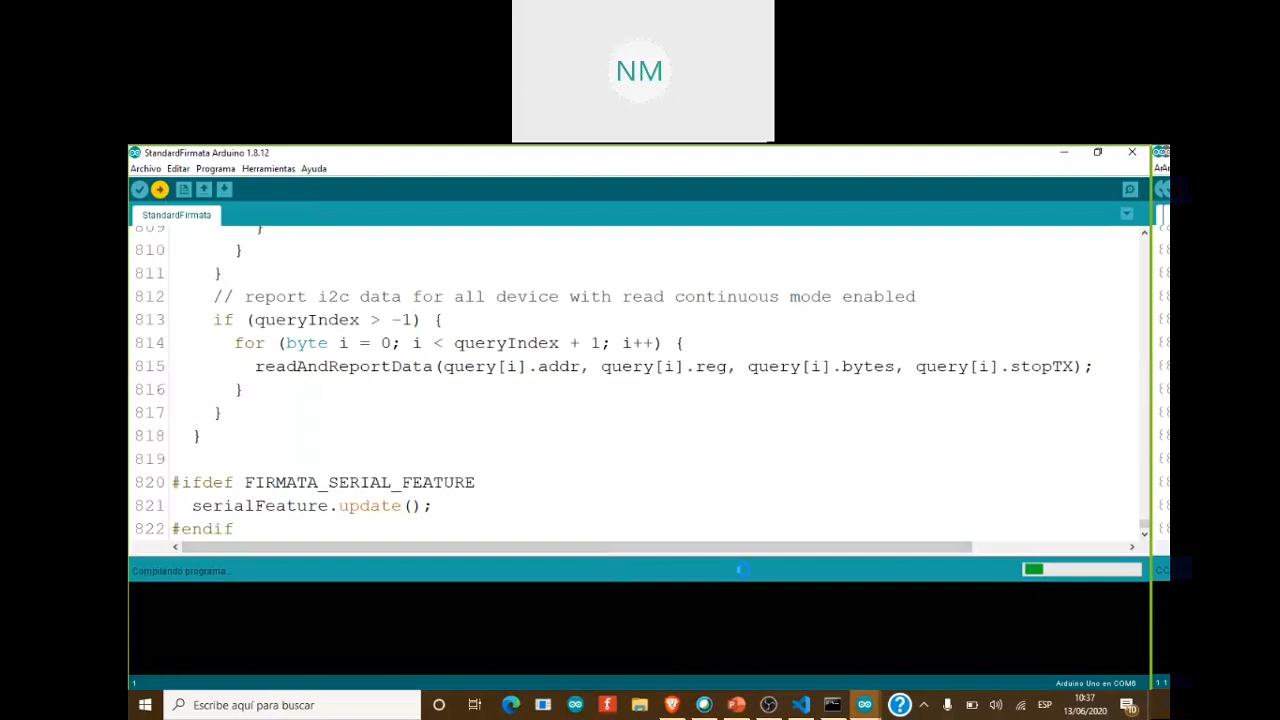 NM
StandardFirmata Arduino 1.8.12
Archivo Editar Programa Herramientas Ayuda
StandardFirmata
809 }
810 }
811 }
812 // report i2c data for all device with read continuous mode enabled
813 if (queryIndex > -1) {
814 for (byte i = 0; i < queryIndex + 1; i++) {
815 readAndReportData(query[i].addr, query[i].reg, query[i].bytes, query[i].stopTX);
816 }
817 }
818 }
819
820 #ifdef FIRMATA_SERIAL_FEATURE
821 serialFeature.update();
822 #endif
Compilando programa...
1 Arduino Uno en COM6
Escribe aquí para buscar
ESP
10:37
13/06/2020
10